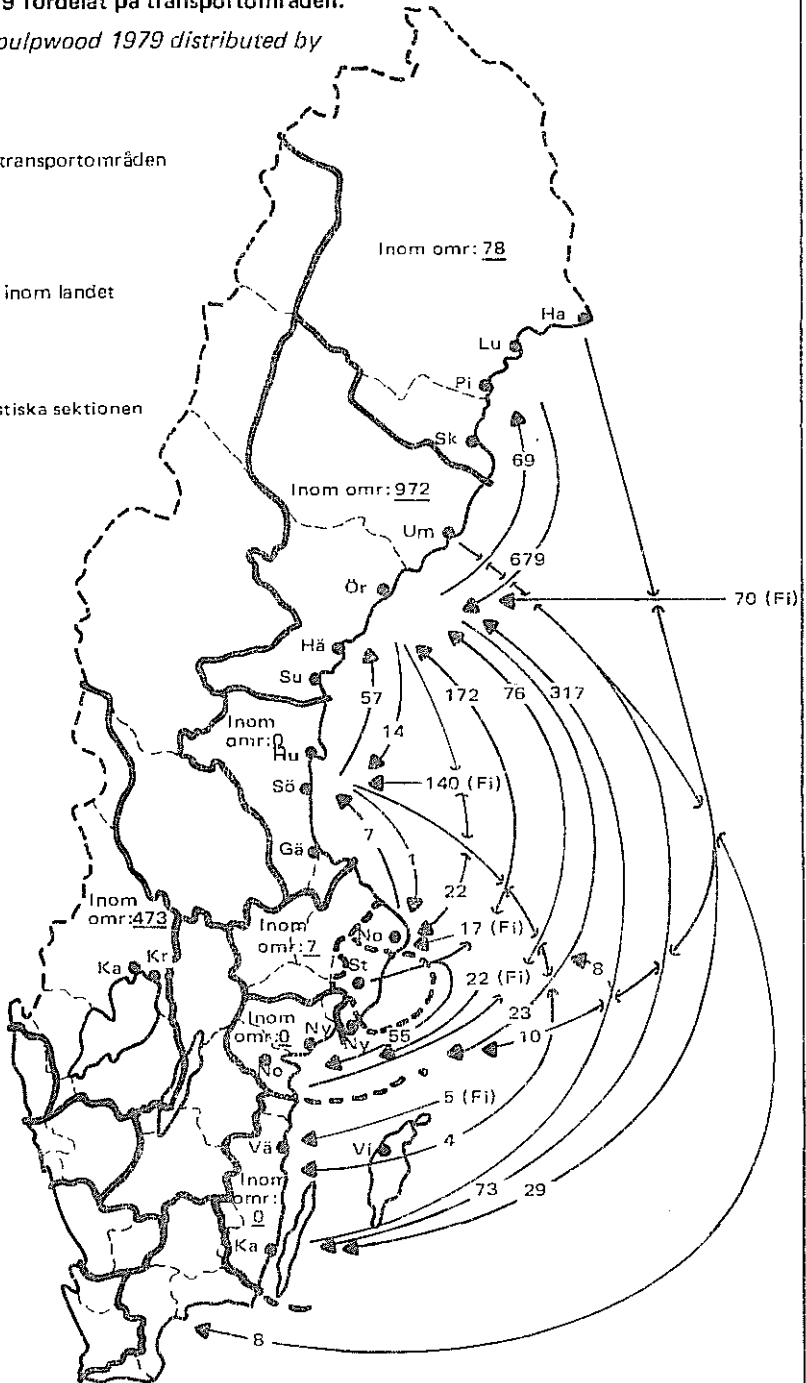 9 fördelat på transportområden.
pulpwood 1979 distributed by
transportområden
inom landet
stiska sektionen
Inom omr: 78
Ha
Lu
Pi
Sk
69
Inom omr: 972
Um
679
Ör
70 (Fi)
Hä
Su
57
172
76
317
Inom
omr: 0
14
Hu
Sö
140 (Fi)
7
Gä
1
22
Inom
omr: 473
Inom
omr: 7
No
17 (Fi)
Ka
Kr
St
22 (Fi)
8
Inom
omr: 0
Ny
Ny
55
23
10
No
5 (Fi)
Vä
Vi
4
Inom
omr:
0
73
29
Ka
8